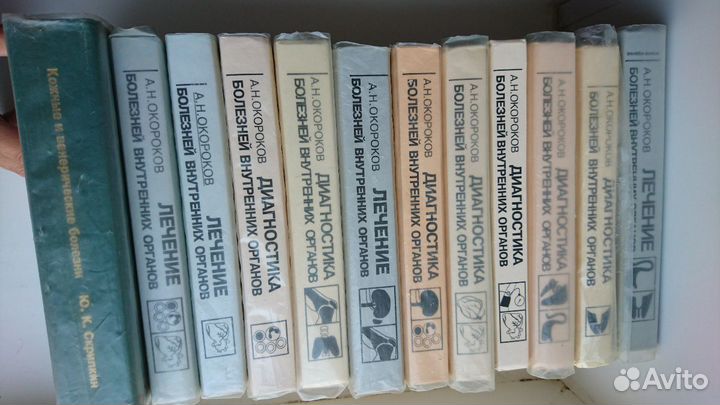 Кожные и венерические болезни Ю. К. Скрипкин
А.Н.ОКОРОКОВ
ЛЕЧЕНИЕ
БОЛЕЗНЕЙ ВНУТРЕННИХ ОРГАНОВ
А.Н.ОКОРОКОВ
ЛЕЧЕНИЕ
БОЛЕЗНЕЙ ВНУТРЕННИХ ОРГАНОВ
А.Н.ОКОРОКОВ
ДИАГНОСТИКА
БОЛЕЗНЕЙ ВНУТРЕННИХ ОРГАНОВ
А.Н.ОКОРОКОВ
ДИАГНОСТИКА
БОЛЕЗНЕЙ ВНУТРЕННИХ ОРГАНОВ
А.Н.ОКОРОКОВ
ЛЕЧЕНИЕ
БОЛЕЗНЕЙ ВНУТРЕННИХ ОРГАНОВ
А.Н.ОКОРОКОВ
ДИАГНОСТИКА
БОЛЕЗНЕЙ ВНУТРЕННИХ ОРГАНОВ
А.Н.ОКОРОКОВ
ДИАГНОСТИКА
БОЛЕЗНЕЙ ВНУТРЕННИХ ОРГАНОВ
А.Н.ОКОРОКОВ
ДИАГНОСТИКА
БОЛЕЗНЕЙ ВНУТРЕННИХ ОРГАНОВ
А.Н.ОКОРОКОВ
ДИАГНОСТИКА
БОЛЕЗНЕЙ ВНУТРЕННИХ ОРГАНОВ
А.Н.ОКОРОКОВ
ДИАГНОСТИКА
БОЛЕЗНЕЙ ВНУТРЕННИХ ОРГАНОВ
А.Н.ОКОРОКОВ
ЛЕЧЕНИЕ
БОЛЕЗНЕЙ ВНУТРЕННИХ ОРГАНОВ
Avito